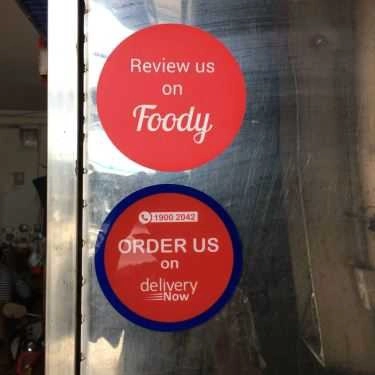 Review us
on
Foody
1900 2042
ORDER US
on
delivery
Now